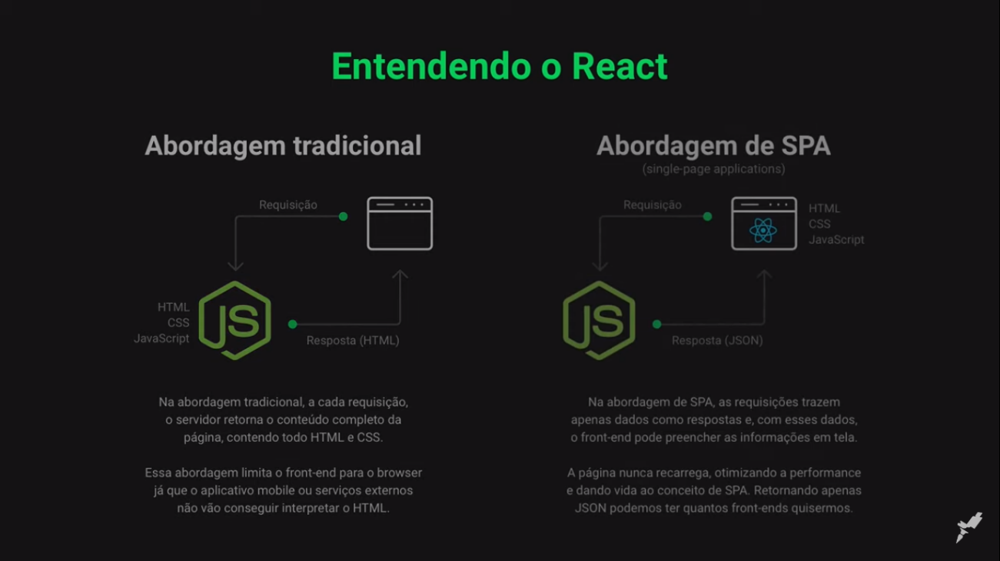 Entendendo o React
Abordagem tradicional
Requisição
HTML
CSS
JavaScript
JS
Resposta (HTML)
Na abordagem tradicional, a cada requisição,
o servidor retorna o conteúdo completo da
página, contendo todo HTML e CSS.
Essa abordagem limita o front-end para o browser
já que o aplicativo mobile ou serviços externos
não vão conseguir interpretar o HTML.
Abordagem de SPA
(single-page applications)
Requisição
HTML
CSS
JavaScript
JS
Resposta (JSON)
Na abordagem de SPA, as requisições trazem
apenas dados como respostas e, com esses dados,
o front-end pode preencher as informações em tela.
A página nunca recarrega, otimizando a performance
e dando vida ao conceito de SPA. Retornando apenas
JSON podemos ter quantos front-ends quisermos.